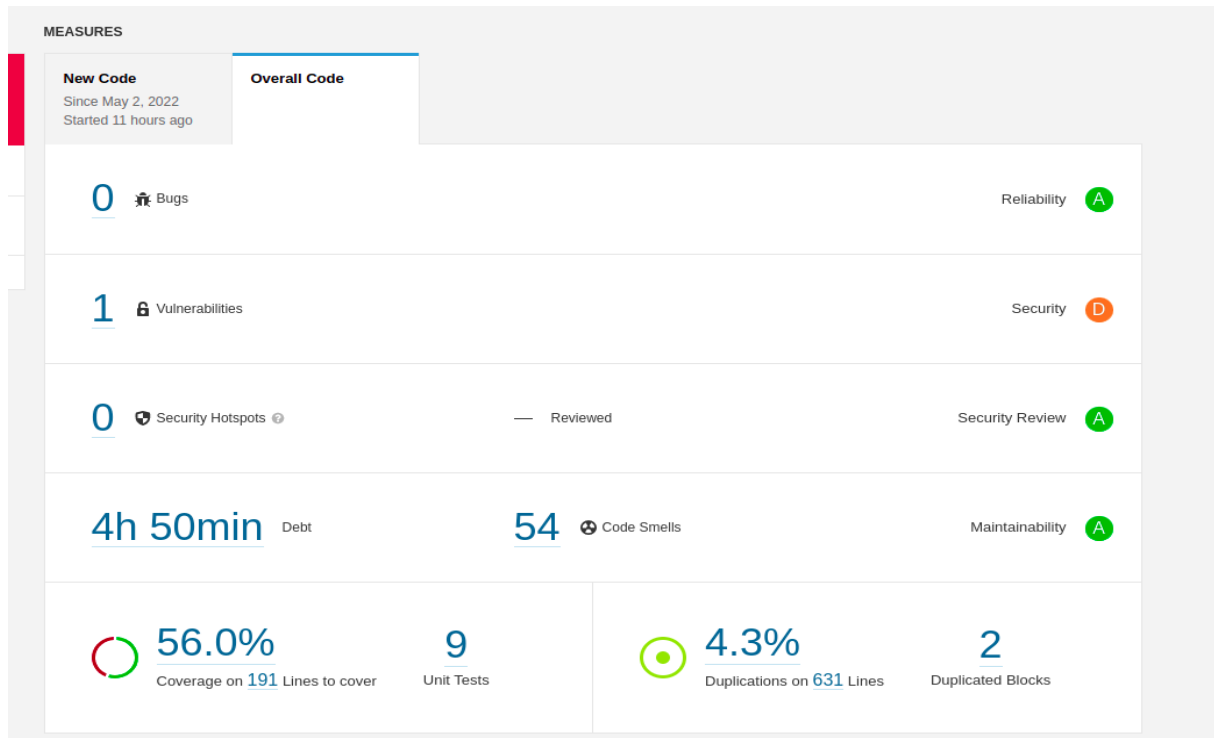 MEASURES
New Code
Since May 2, 2022
Started 11 hours ago
Overall Code
0 Bugs Reliability A
1 Vulnerabilities Security D
0 Security Hotspots ? — Reviewed Security Review A
4h 50min Debt 54 Code Smells Maintainability A
56.0%
Coverage on 191 Lines to cover
9
Unit Tests
4.3%
Duplications on 631 Lines
2
Duplicated Blocks